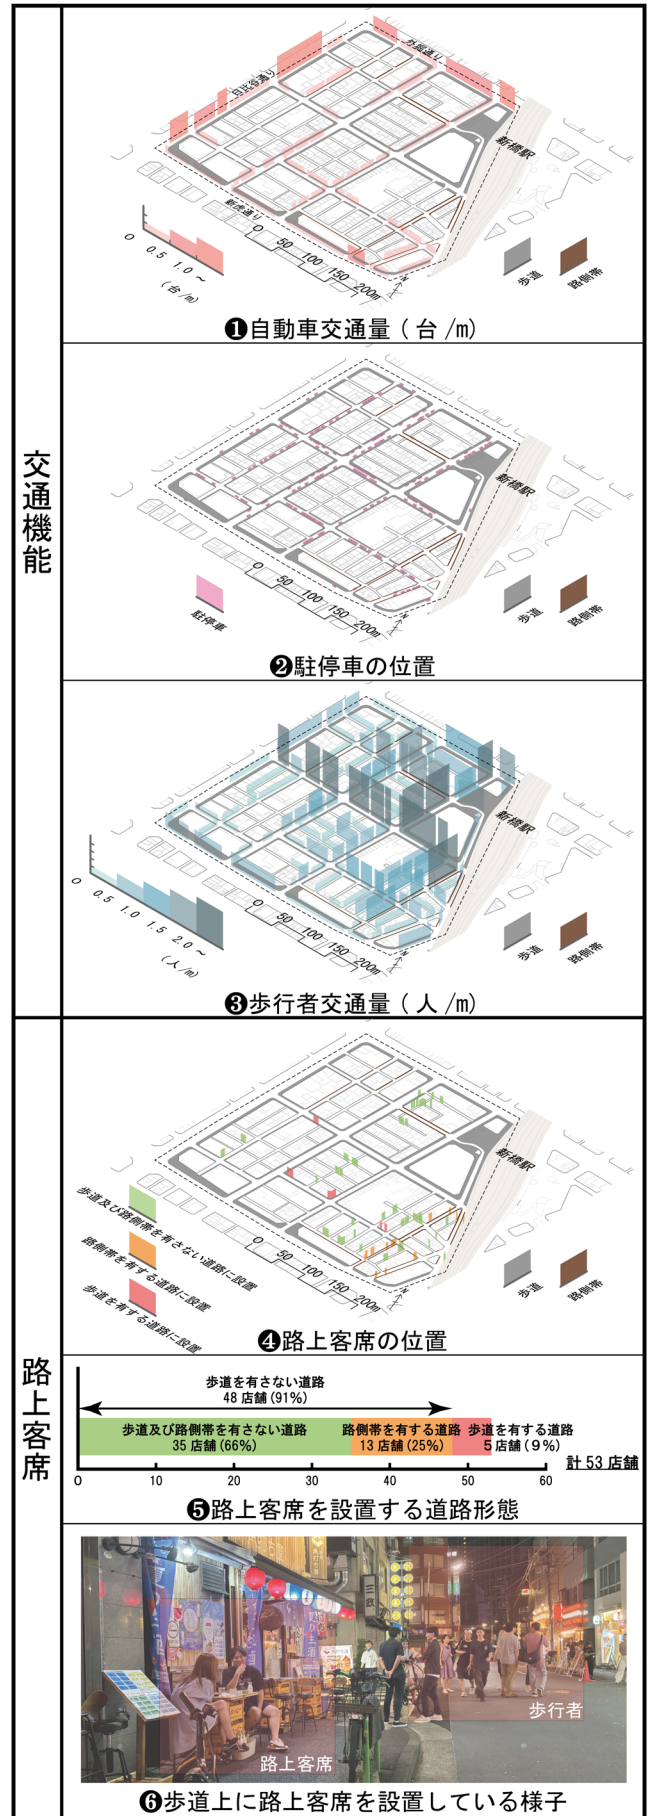 交通機能
外堀通り
日比谷通り
新橋駅
新虎通り
0 50 100 150 200m
N
0 0.5 1.0 ~
(台/m)
歩道
路側帯
❶自動車交通量 ( 台 /m)
新橋駅
0 50 100 150 200m
N
駐停車
歩道
路側帯
❷駐停車の位置
新橋駅
0 50 100 150 200m
N
0 0.5 1.0 1.5 2.0 ~
(人/m)
歩道
路側帯
❸歩行者交通量 ( 人 /m)
路上客席
新橋駅
0 50 100 150 200m
N
歩道及び路側帯を有さない道路に設置
路側帯を有する道路に設置
歩道を有する道路に設置
歩道
路側帯
❹路上客席の位置
歩道を有さない道路
48 店舗 (91%)
歩道及び路側帯を有さない道路
35 店舗 (66%)
路側帯を有する道路
13 店舗 (25%)
歩道を有する道路
5 店舗 (9%)
計 53 店舗
0 10 20 30 40 50 60
❺路上客席を設置する道路形態
三政
歩行者
路上客席
❻歩道上に路上客席を設置している様子